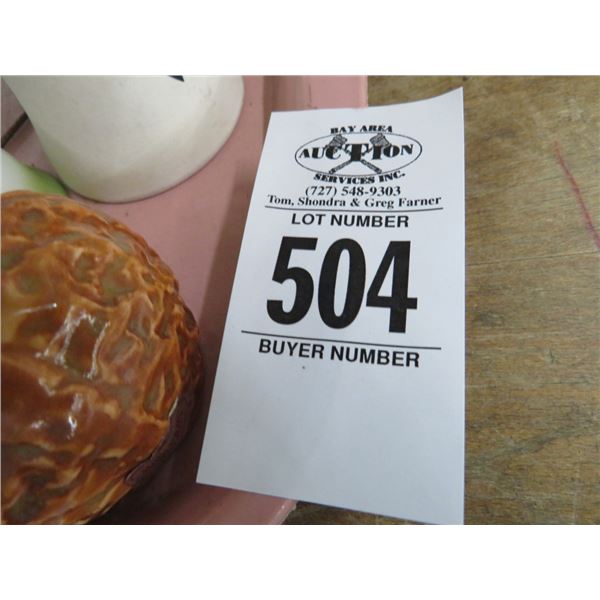 BAY AREA
AUCTION
SERVICES INC.
(727) 548-9303
Tom, Shondra & Greg Farner
LOT NUMBER
504
BUYER NUMBER